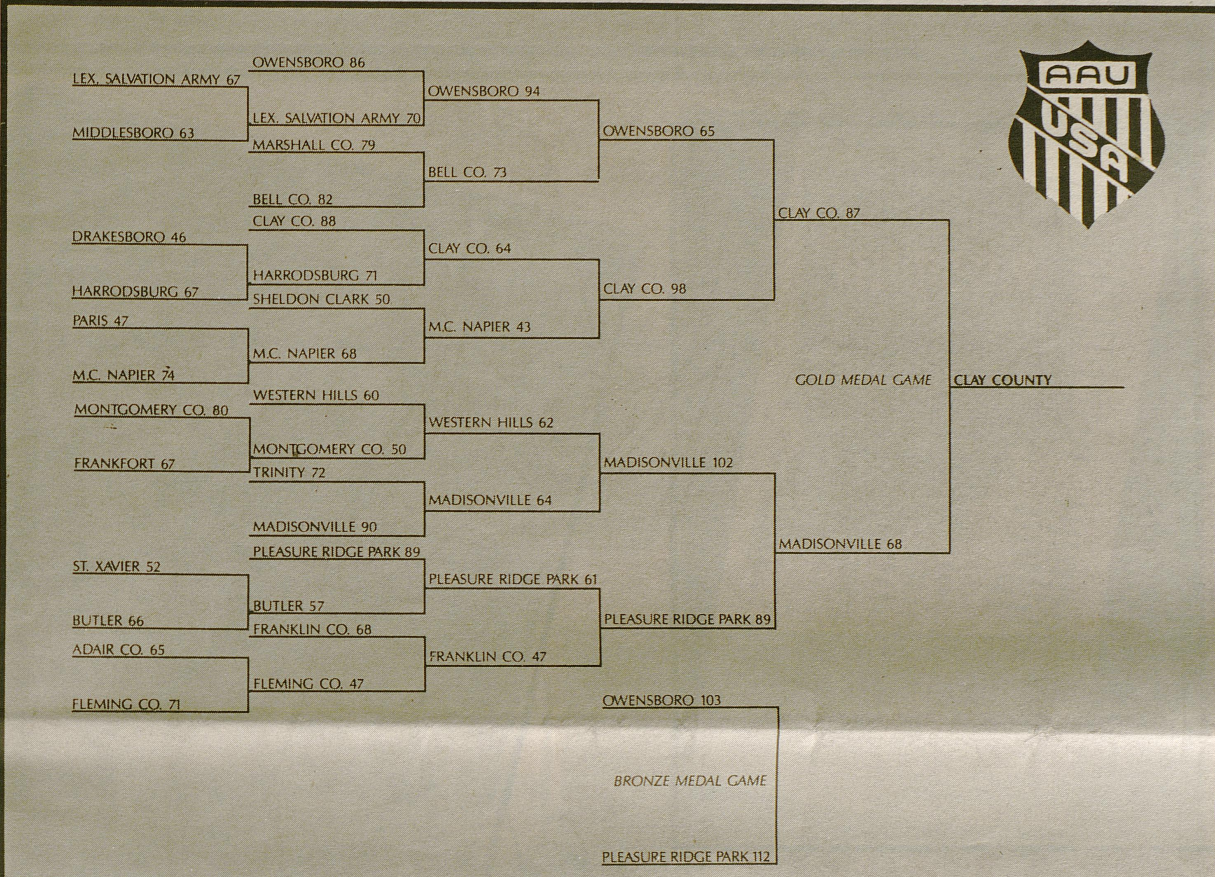 AAU
USA
LEX. SALVATION ARMY 67
MIDDLESBORO 63
DRAKESBORO 46
HARRODSBURG 67
PARIS 47
M.C. NAPIER 74
MONTGOMERY CO. 80
FRANKFORT 67
ST. XAVIER 52
BUTLER 66
ADAIR CO. 65
FLEMING CO. 71
OWENSBORO 86
LEX. SALVATION ARMY 70
MARSHALL CO. 79
BELL CO. 82
CLAY CO. 88
HARRODSBURG 71
SHELDON CLARK 50
M.C. NAPIER 68
WESTERN HILLS 60
MONTGOMERY CO. 50
TRINITY 72
MADISONVILLE 90
PLEASURE RIDGE PARK 89
BUTLER 57
FRANKLIN CO. 68
FLEMING CO. 47
OWENSBORO 94
BELL CO. 73
CLAY CO. 64
M.C. NAPIER 43
WESTERN HILLS 62
MADISONVILLE 64
PLEASURE RIDGE PARK 61
FRANKLIN CO. 47
OWENSBORO 65
CLAY CO. 98
MADISONVILLE 102
PLEASURE RIDGE PARK 89
CLAY CO. 87
MADISONVILLE 68
GOLD MEDAL GAME
CLAY COUNTY
OWENSBORO 103
BRONZE MEDAL GAME
PLEASURE RIDGE PARK 112